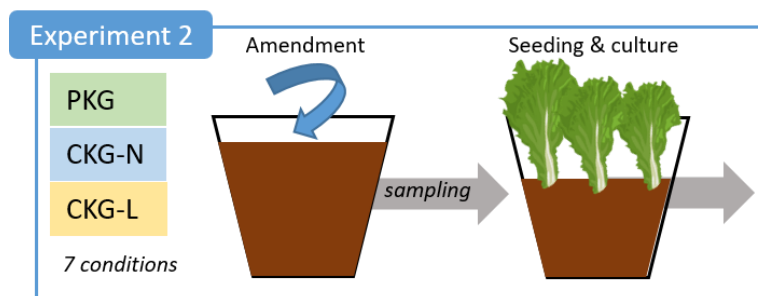 Experiment 2
Amendment
Seeding & culture
PKG
CKG-N
CKG-L
sampling
7 conditions